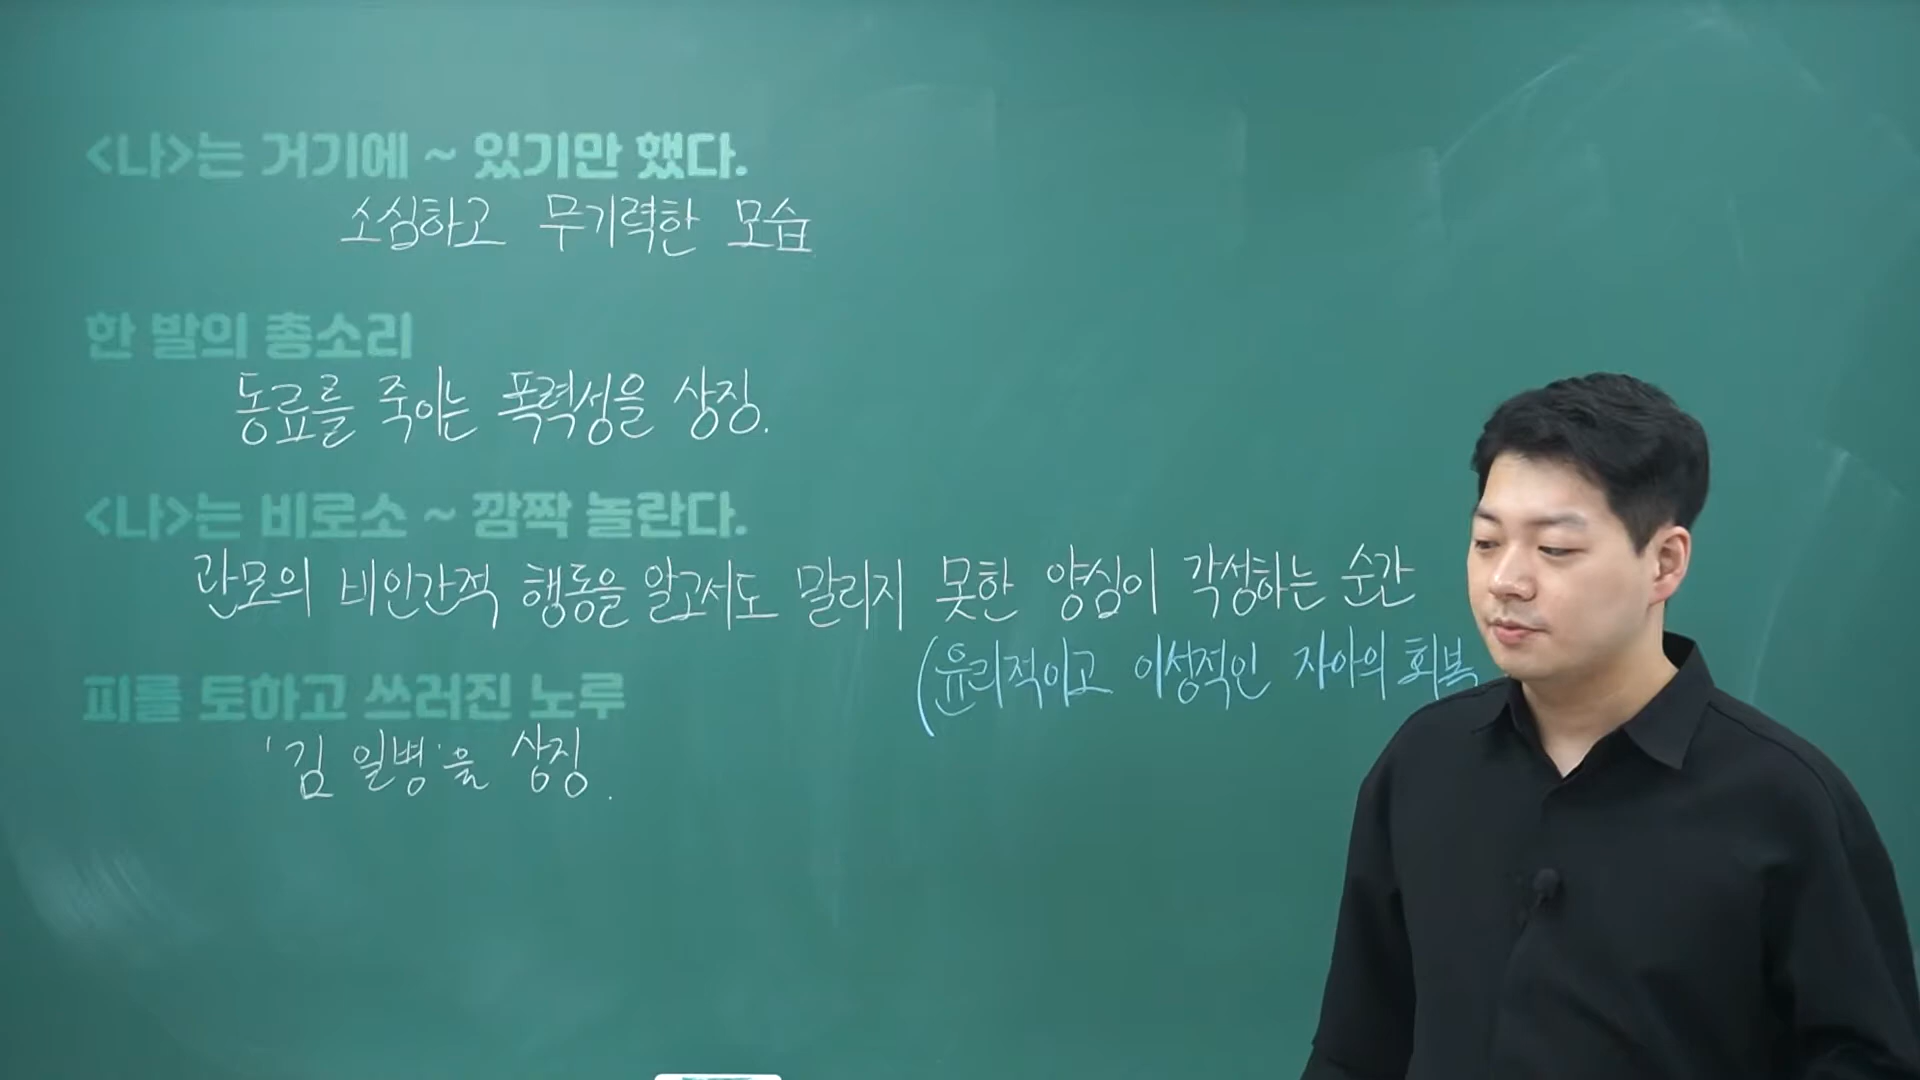 <나>는 거기에 ~ 있기만 했다.
소심하고 무기력한 모습
한 발의 총소리
동료를 죽이는 폭력성을 상징.
<나>는 비로소 ~ 깜짝 놀란다.
관모의 비인간적 행동을 알고서도 말리지 못한 양심이 각성하는 순간
(윤리적이고 이성적인 자아의 회복
피를 토하고 쓰러진 노루
'김 일병'을 상징.